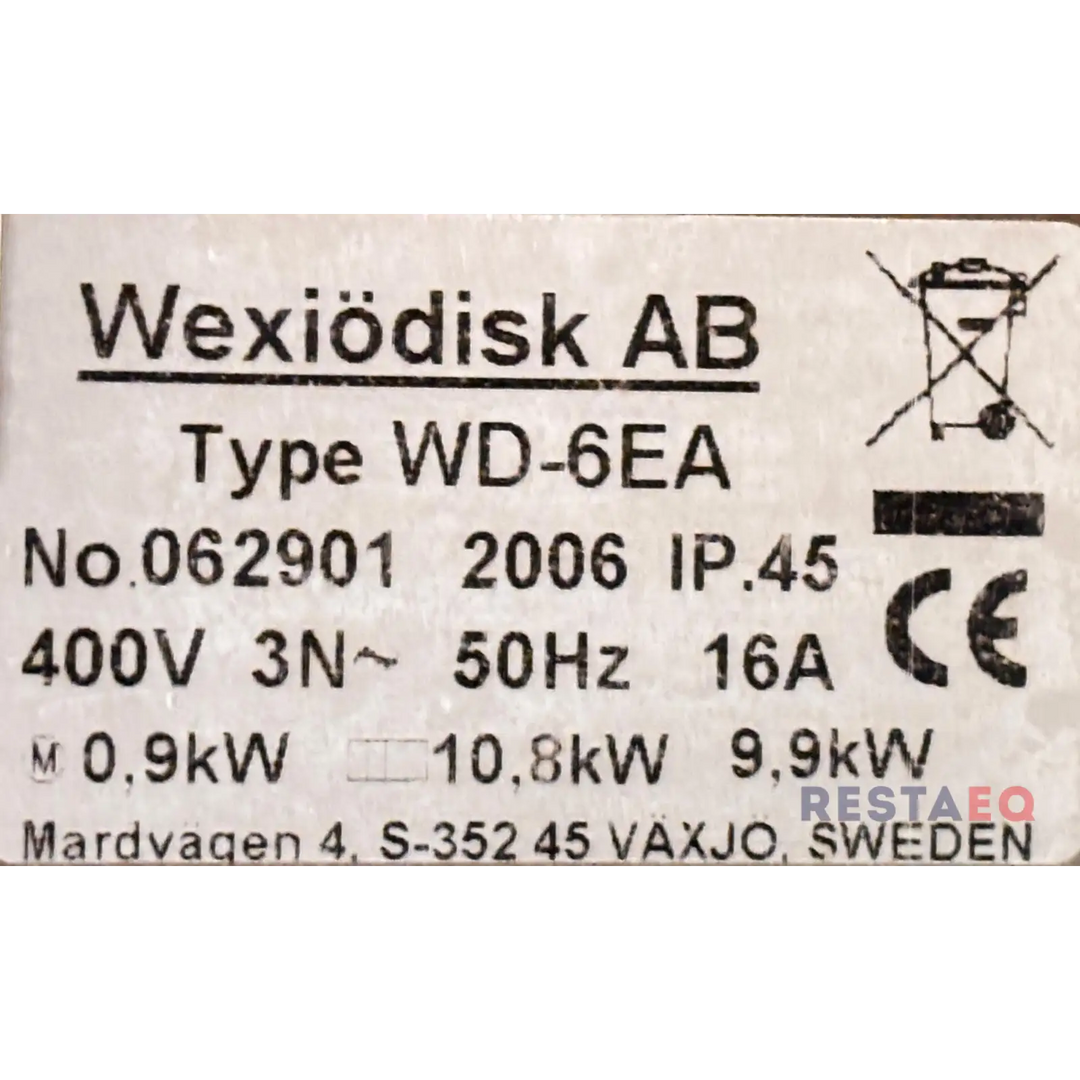 Wexiödisk AB
Type WD-6EA
No.062901 2006 IP.45
400V 3N~ 50Hz 16A
CE
M 0,9kW 10,8kW 9,9kW
RESTAEQ
Mardvägen 4, S-352 45 VÄXJÖ, SWEDEN